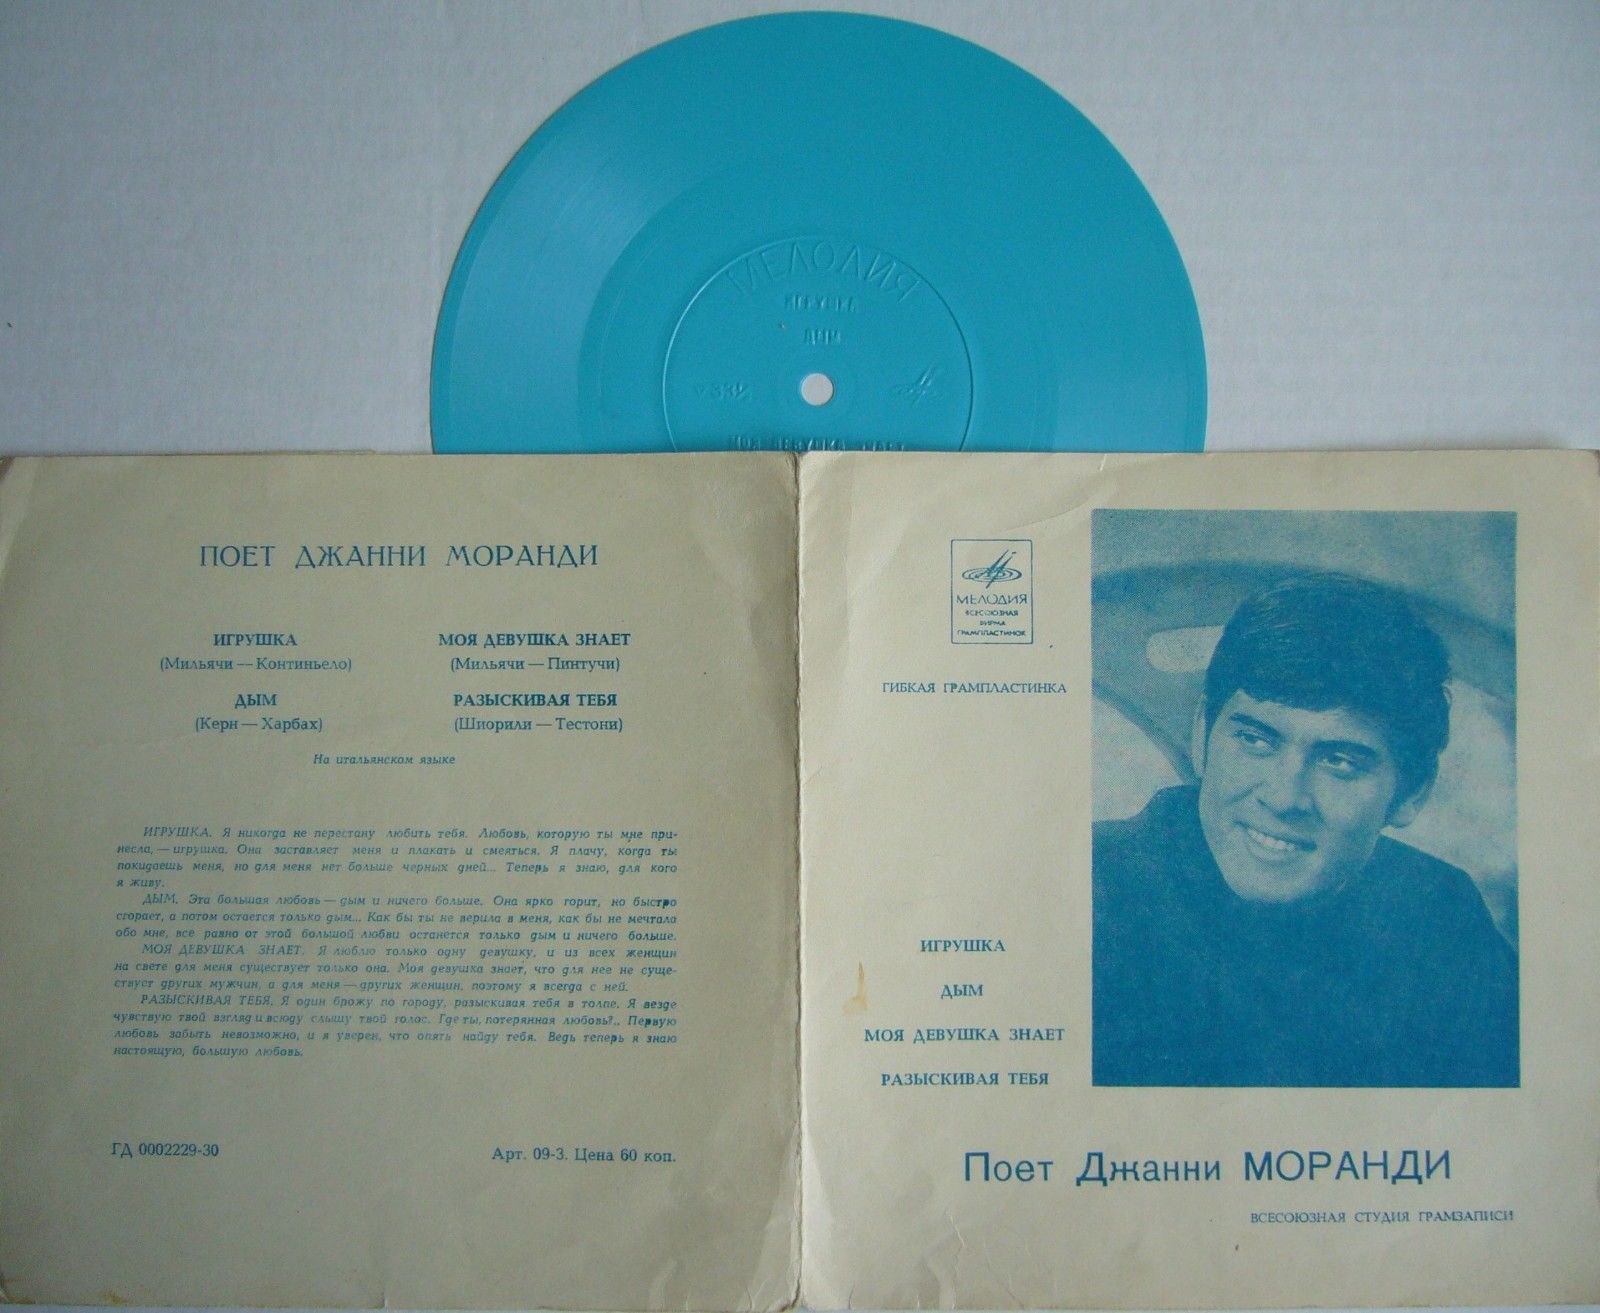 МЕЛОДИЯ
ИГРУШКА
ДЫМ
33⅓
МОЯ ДЕВУШКА ЗНАЕТ
ПОЕТ ДЖАННИ МОРАНДИ
ИГРУШКА
(Мильячи — Континьело)
ДЫМ
(Керн — Харбах)
МОЯ ДЕВУШКА ЗНАЕТ
(Мильячи — Пинтучи)
РАЗЫСКИВАЯ ТЕБЯ
(Шиорили — Тестони)
На итальянском языке
ИГРУШКА. Я никогда не перестану любить тебя. Любовь, которую ты мне при-
несла, — игрушка. Она заставляет меня и плакать и смеяться. Я плачу, когда ты
покидаешь меня, но для меня нет больше черных дней... Теперь я знаю, для кого
я живу.
ДЫМ. Эта большая любовь — дым и ничего больше. Она ярко горит, но быстро
сгорает, а потом остается только дым... Как бы ты не верила в меня, как бы не мечтала
обо мне, все равно от этой большой любви останется только дым и ничего больше.
МОЯ ДЕВУШКА ЗНАЕТ. Я люблю только одну девушку, и из всех женщин
на свете для меня существует только она. Моя девушка знает, что для нее не суще-
ствует других мужчин, а для меня — других женщин, поэтому я всегда с ней.
РАЗЫСКИВАЯ ТЕБЯ. Я один брожу по городу, разыскивая тебя в толпе. Я везде
чувствую твой взгляд и всюду слышу твой голос. Где ты, потерянная любовь?.. Первую
любовь забыть невозможно, и я уверен, что опять найду тебя. Ведь теперь я знаю
настоящую, большую любовь.
ГД 0002229-30
Арт. 09-3. Цена 60 коп.
МЕЛОДИЯ
ВСЕСОЮЗНАЯ
ФИРМА
ГРАМПЛАСТИНОК
ГИБКАЯ ГРАМПЛАСТИНКА
ИГРУШКА
ДЫМ
МОЯ ДЕВУШКА ЗНАЕТ
РАЗЫСКИВАЯ ТЕБЯ
Поет Джанни МОРАНДИ
ВСЕСОЮЗНАЯ СТУДИЯ ГРАМЗАПИСИ